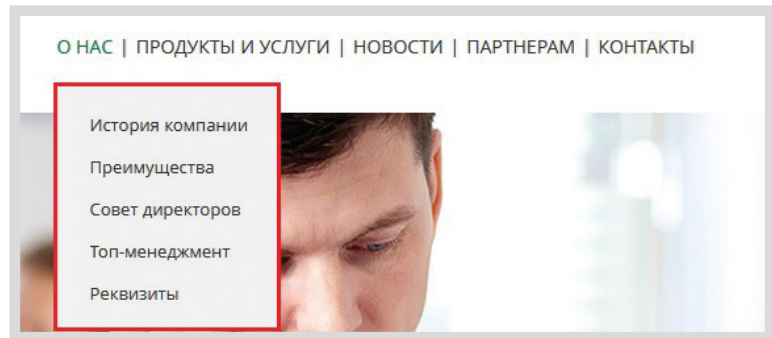 О НАС | ПРОДУКТЫ И УСЛУГИ | НОВОСТИ | ПАРТНЕРАМ | КОНТАКТЫ
История компании
Преимущества
Совет директоров
Топ-менеджмент
Реквизиты